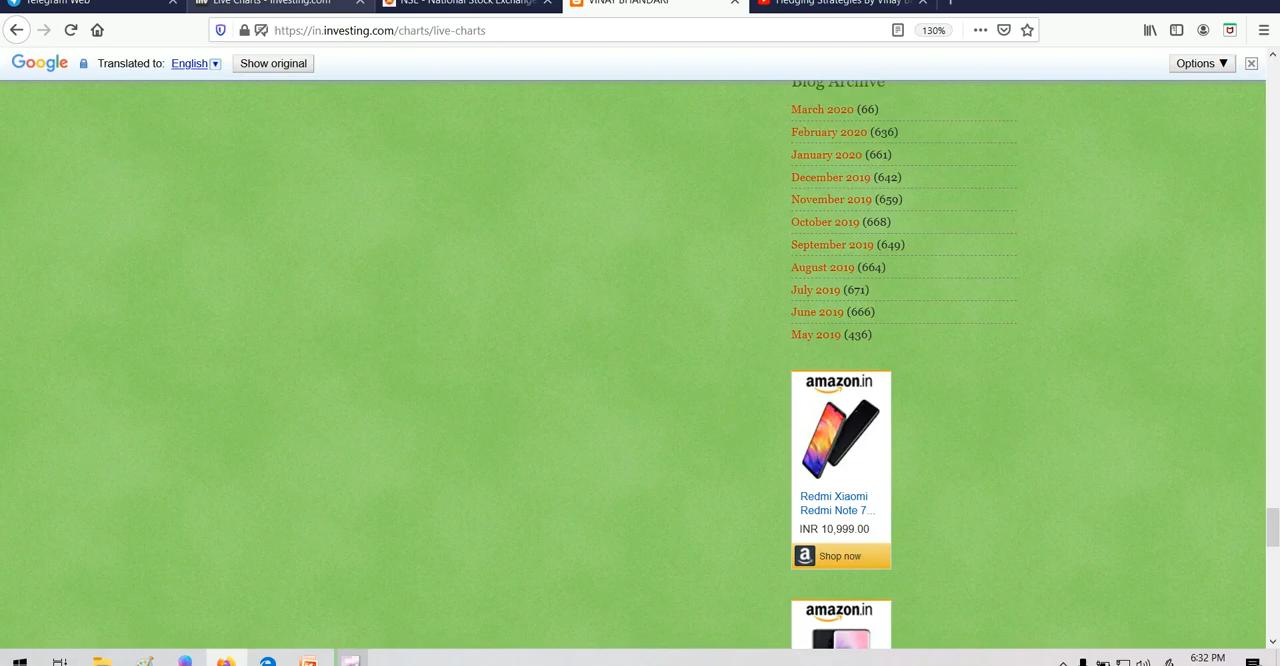 Telegram Web
Live Charts - Investing.com
NSE - National Stock Exchange
VINAY BHANDARI
Hedging Strategies By Vinay B
https://in.investing.com/charts/live-charts
130%
Google
Translated to: English
Show original
Options ▼
Blog Archive
March 2020 (66)
February 2020 (636)
January 2020 (661)
December 2019 (642)
November 2019 (659)
October 2019 (668)
September 2019 (649)
August 2019 (664)
July 2019 (671)
June 2019 (666)
May 2019 (436)
amazon.in
Redmi Xiaomi
Redmi Note 7...
INR 10,999.00
Shop now
amazon.in
6:32 PM